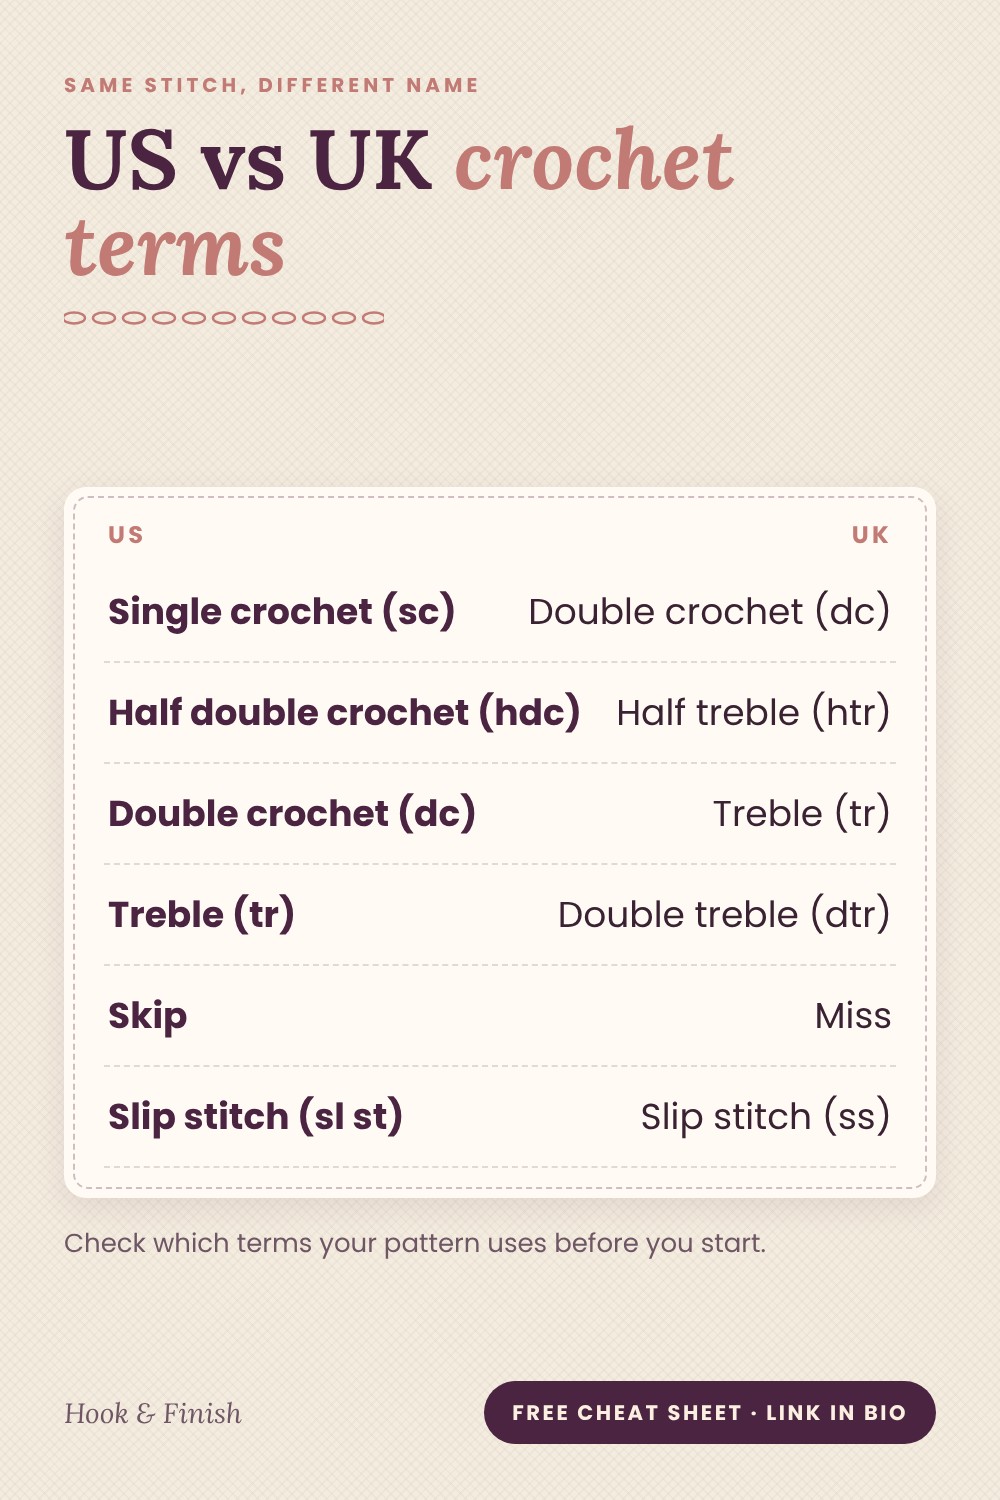 SAME STITCH, DIFFERENT NAME
US vs UK crochet
terms
US UK
Single crochet (sc) Double crochet (dc)
Half double crochet (hdc) Half treble (htr)
Double crochet (dc) Treble (tr)
Treble (tr) Double treble (dtr)
Skip Miss
Slip stitch (sl st) Slip stitch (ss)
Check which terms your pattern uses before you start.
Hook & Finish
FREE CHEAT SHEET · LINK IN BIO